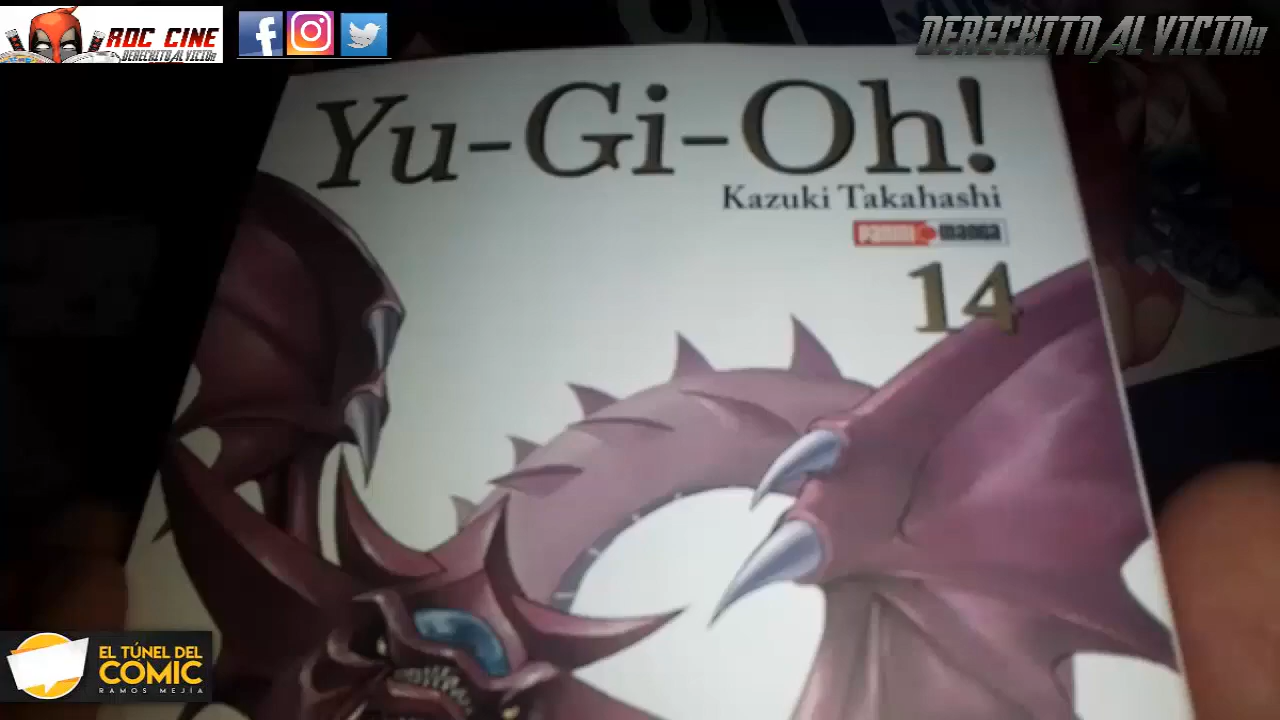 ROC CINE
DERECHITO AL VICIO!!
DERECHITO AL VICIO!!
Yu-Gi-Oh!
Kazuki Takahashi
panini manga
14
EL TÚNEL DEL
CÓMIC
RAMOS MEJÍA